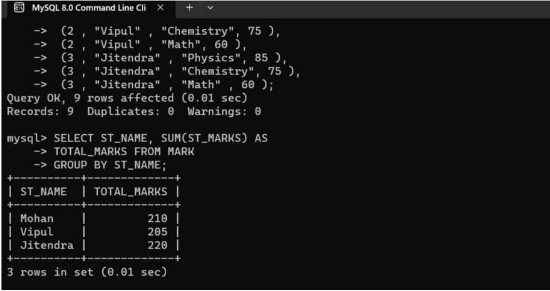 MySQL 8.0 Command Line Cli × + ⌄
-> (2 , "Vipul" , "Chemistry", 75 ),
-> (2 , "Vipul" , "Math", 60 ),
-> (3 , "Jitendra" , "Physics", 85 ),
-> (3 , "Jitendra" , "Chemistry", 75 ),
-> (3 , "Jitendra" , "Math" , 60 );
Query OK, 9 rows affected (0.01 sec)
Records: 9  Duplicates: 0  Warnings: 0
mysql> SELECT ST_NAME, SUM(ST_MARKS) AS
-> TOTAL_MARKS FROM MARK
-> GROUP BY ST_NAME;
+----------+-------------+
| ST_NAME  | TOTAL_MARKS |
+----------+-------------+
| Mohan    |         210 |
| Vipul    |         205 |
| Jitendra |         220 |
+----------+-------------+
3 rows in set (0.01 sec)